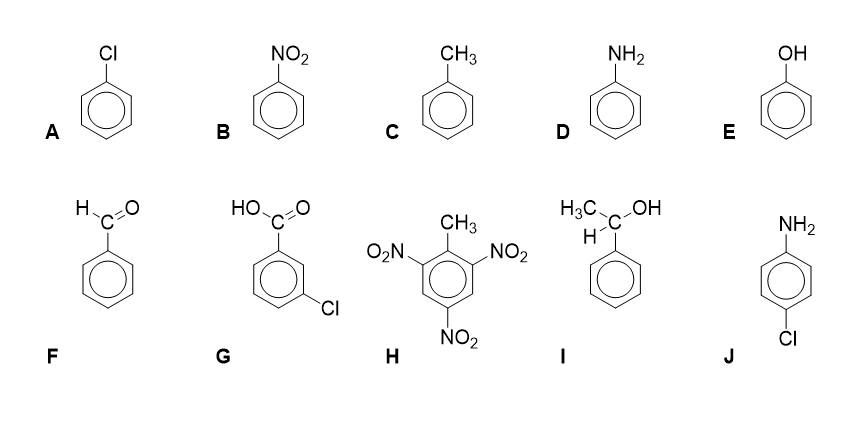 Cl NO₂ CH₃ NH₂ OH
A B C D E
H C O HO C O CH₃ H₃C C OH NH₂
H
O₂N NO₂
Cl
NO₂ Cl
F G H I J